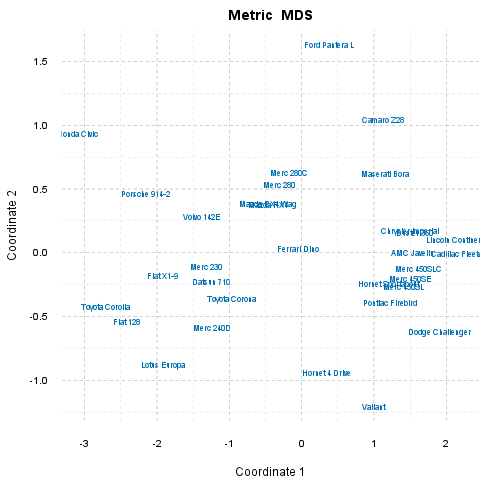 Metric MDS
Ford Pantera L
1.5
Camaro Z28
1.0
onda Civic
Merc 280C
Maserati Bora
Merc 280
0.5
Porsche 914-2
Volvo 142E
Chrysler Imperial
Lincoln Continen
Ferrari Dino
0.0
AMC Javelin
Cadillac Fleetw
Merc 230
Merc 450SLC
Fiat X1-9
Datsun 710
Merc 450SE
Merc 450SL
Toyota Corona
Pontiac Firebird
Toyota Corolla
-0.5
Fiat 128
Merc 240D
Dodge Challenger
Lotus Europa
Hornet 4 Drive
-1.0
Valiant
Coordinate 2
-3 -2 -1 0 1 2
Coordinate 1